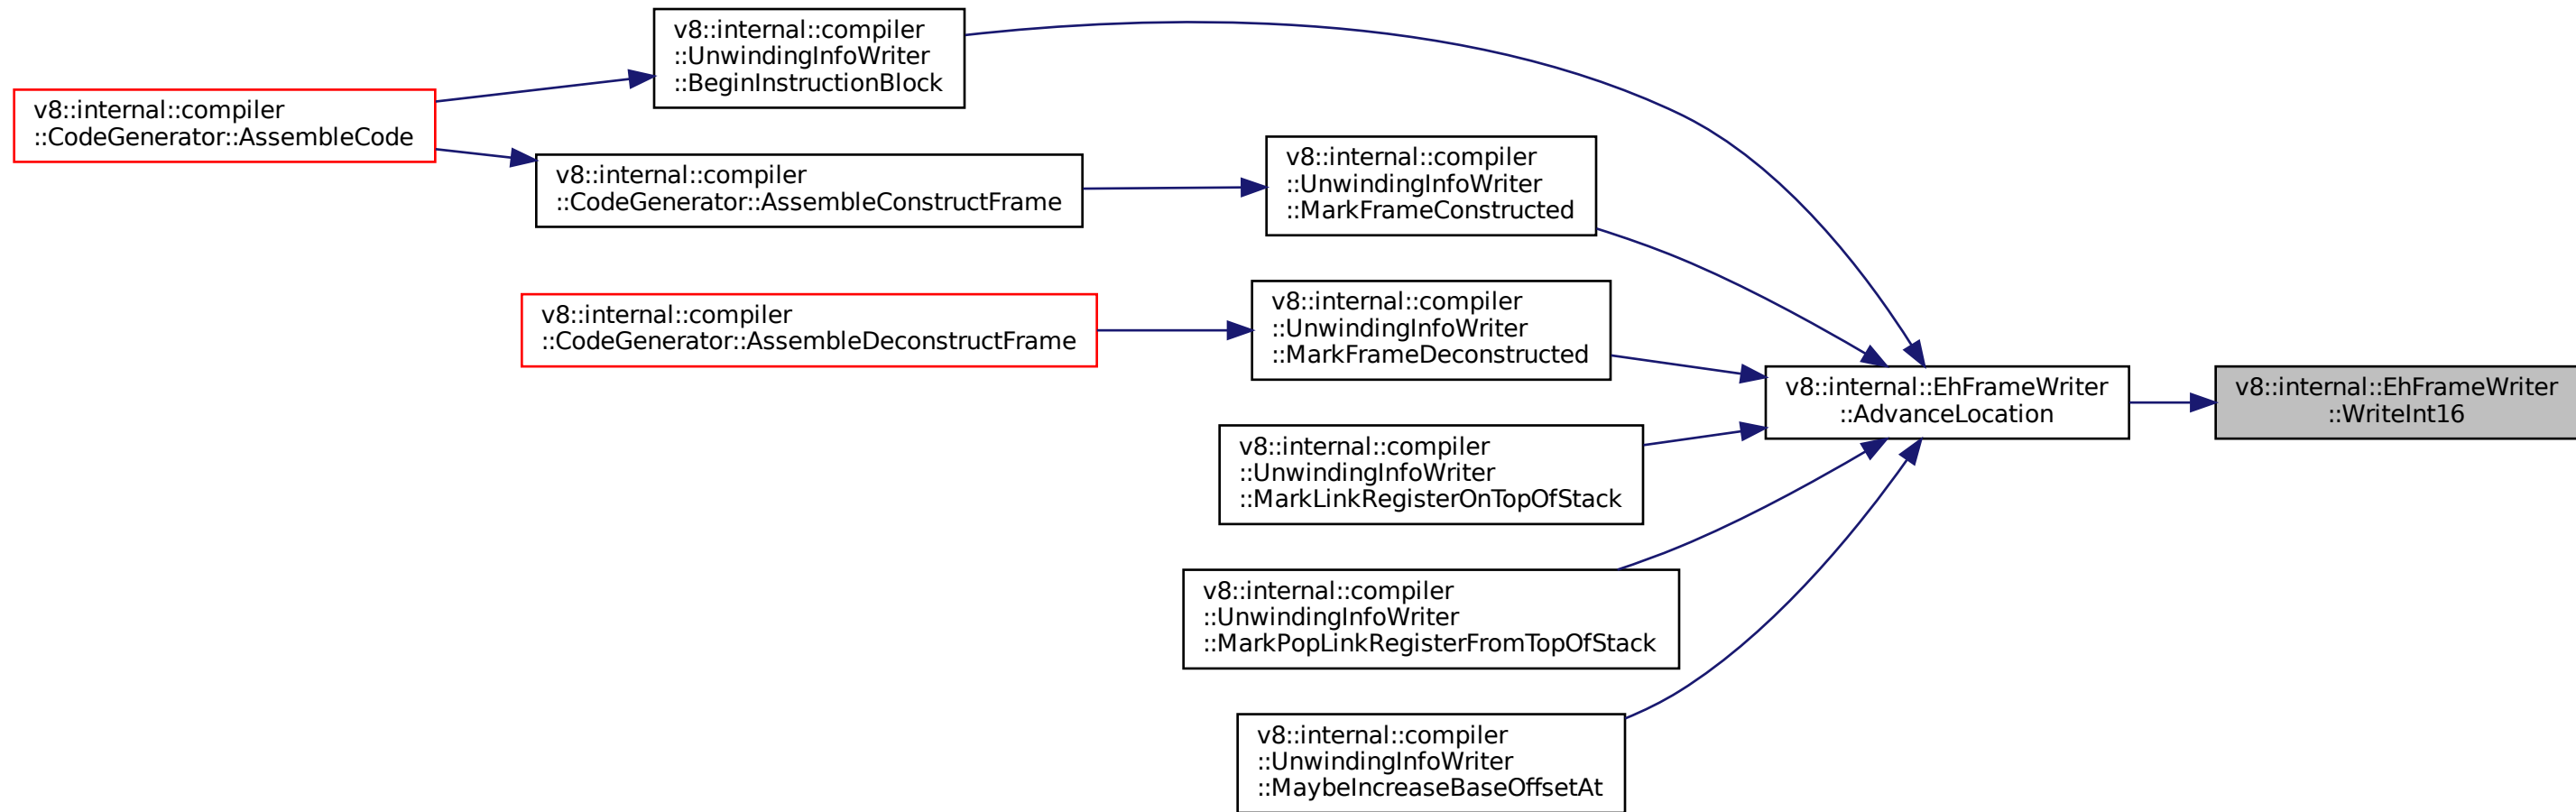 v8::internal::compiler
::UnwindingInfoWriter
::BeginInstructionBlock
v8::internal::compiler
::CodeGenerator::AssembleCode
v8::internal::compiler
::CodeGenerator::AssembleConstructFrame
v8::internal::compiler
::UnwindingInfoWriter
::MarkFrameConstructed
v8::internal::compiler
::CodeGenerator::AssembleDeconstructFrame
v8::internal::compiler
::UnwindingInfoWriter
::MarkFrameDeconstructed
v8::internal::EhFrameWriter
::AdvanceLocation
v8::internal::EhFrameWriter
::WriteInt16
v8::internal::compiler
::UnwindingInfoWriter
::MarkLinkRegisterOnTopOfStack
v8::internal::compiler
::UnwindingInfoWriter
::MarkPopLinkRegisterFromTopOfStack
v8::internal::compiler
::UnwindingInfoWriter
::MaybeIncreaseBaseOffsetAt